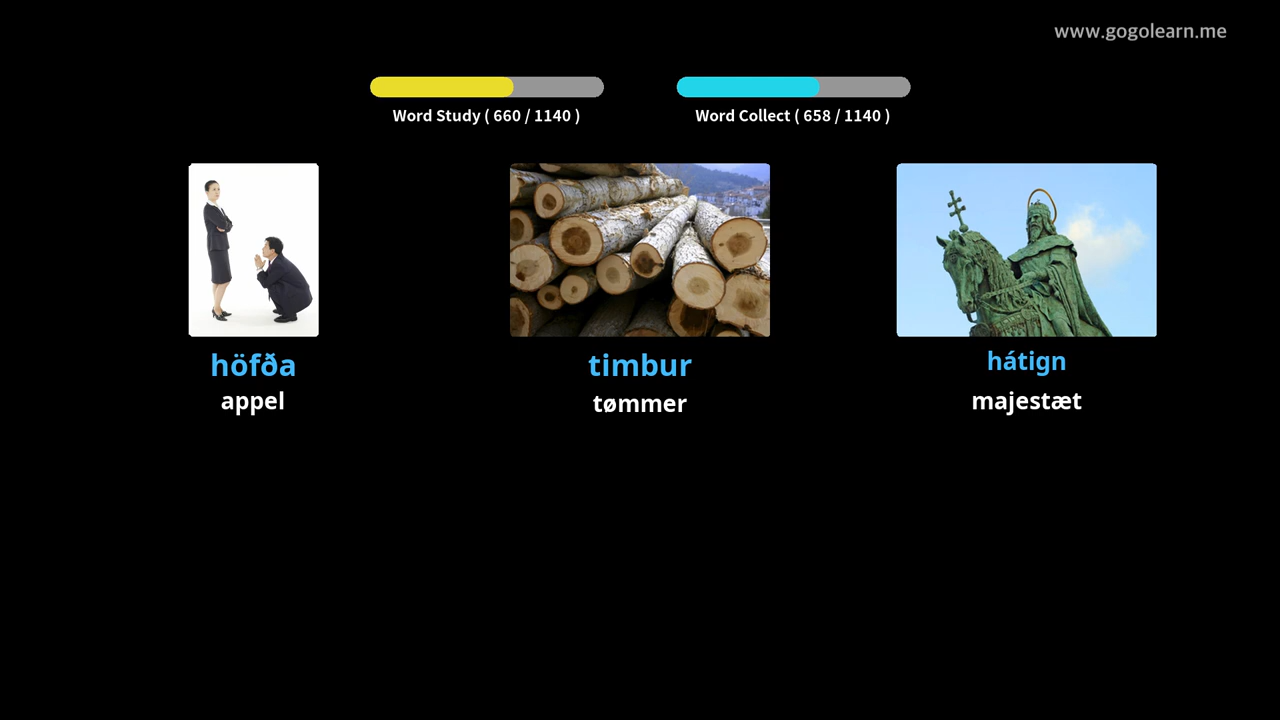 www.gogolearn.me
Word Study ( 660 / 1140 )
Word Collect ( 658 / 1140 )
höfða
appel
timbur
tømmer
hátign
majestæt